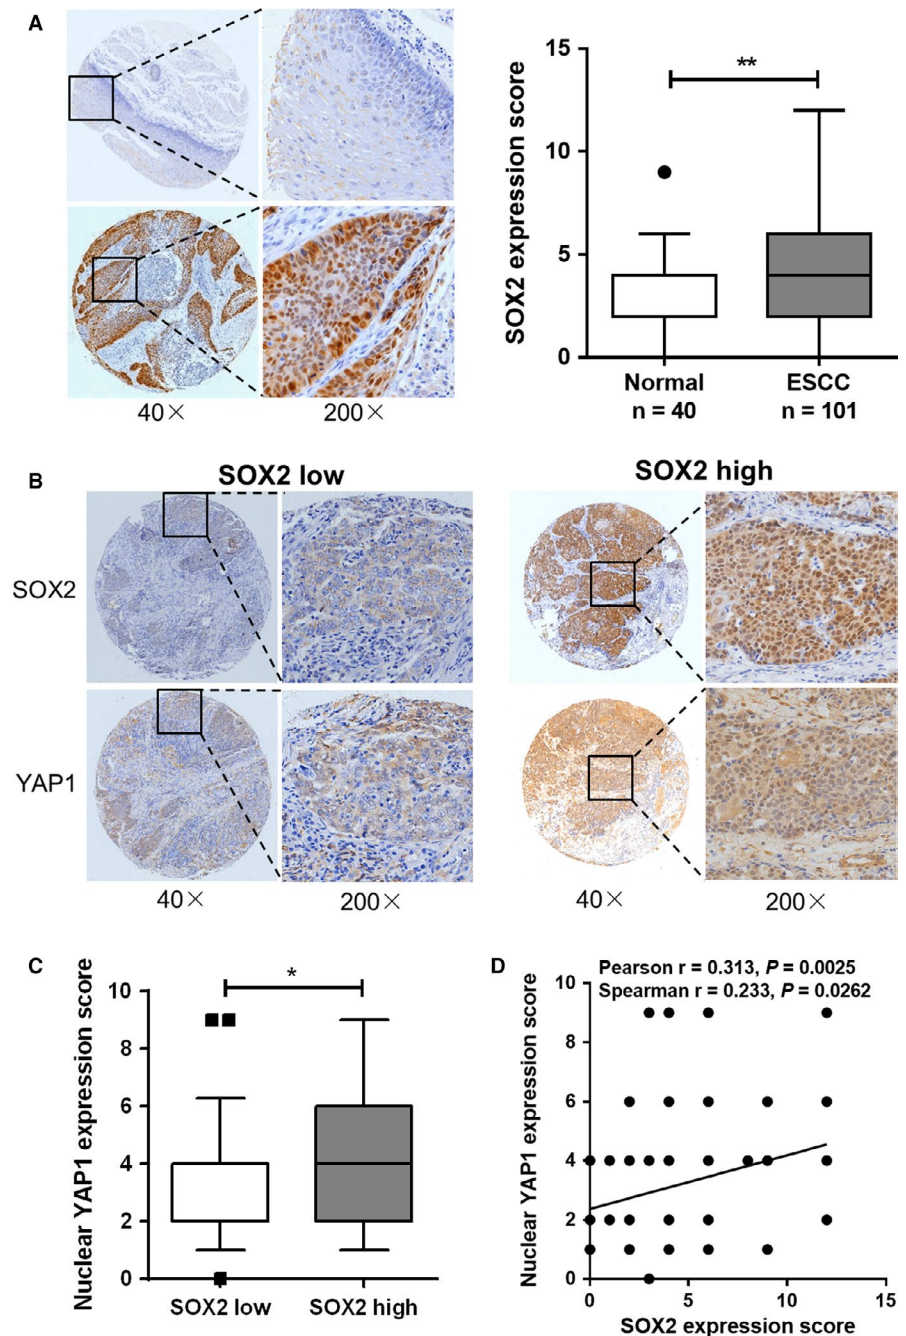 A
40×
200×
SOX2 expression score
15
10
5
0
**
Normal
n = 40
ESCC
n = 101
B
SOX2 low
SOX2 high
SOX2
YAP1
40×
200×
40×
200×
C
Nuclear YAP1 expression score
10
8
6
4
2
0
*
SOX2 low
SOX2 high
D
Pearson r = 0.313, P = 0.0025
Spearman r = 0.233, P = 0.0262
Nuclear YAP1 expression score
10
8
6
4
2
0
0
5
10
15
SOX2 expression score